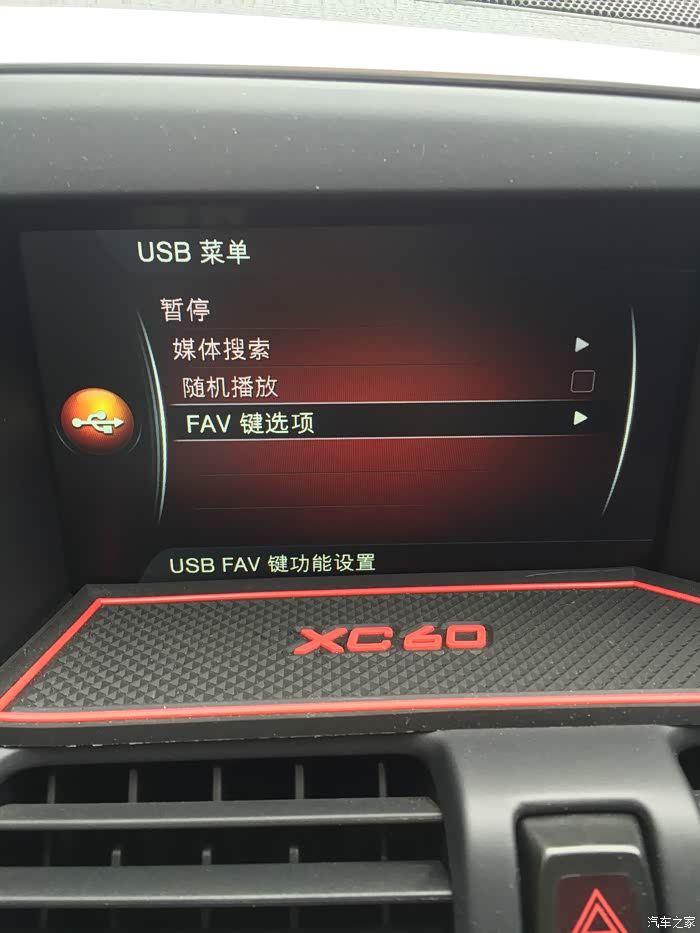 USB 菜单
暂停
媒体搜索
随机播放
FAV 键选项
USB FAV 键功能设置
XC60
汽车之家